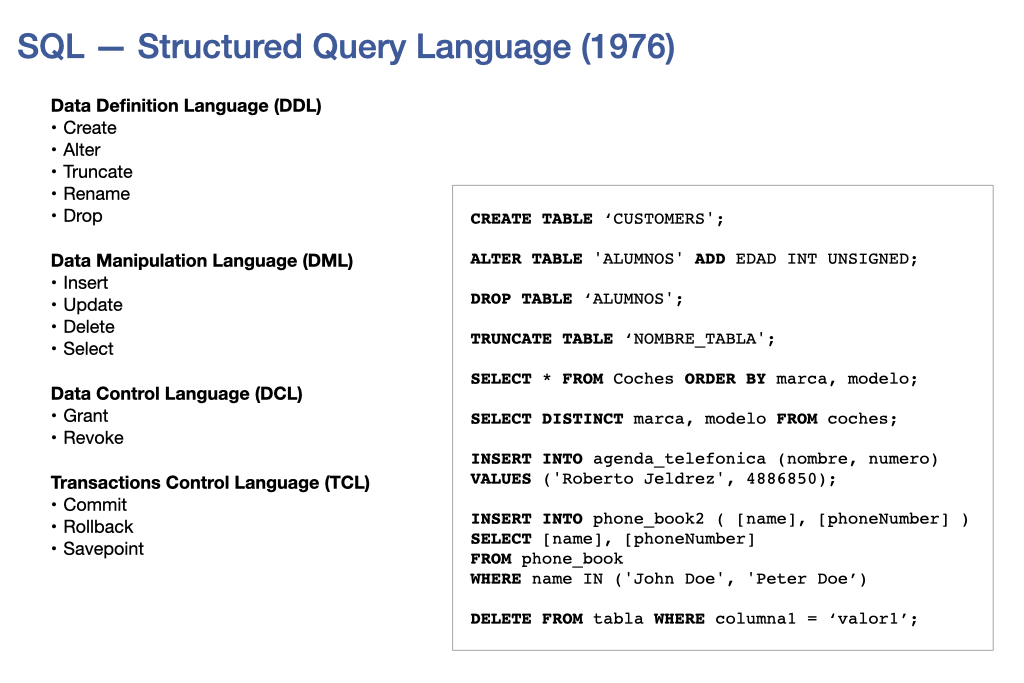 SQL — Structured Query Language (1976)
Data Definition Language (DDL)
• Create
• Alter
• Truncate
• Rename
• Drop
Data Manipulation Language (DML)
• Insert
• Update
• Delete
• Select
Data Control Language (DCL)
• Grant
• Revoke
Transactions Control Language (TCL)
• Commit
• Rollback
• Savepoint
CREATE TABLE ‘CUSTOMERS';
ALTER TABLE 'ALUMNOS' ADD EDAD INT UNSIGNED;
DROP TABLE ‘ALUMNOS';
TRUNCATE TABLE ‘NOMBRE_TABLA';
SELECT * FROM Coches ORDER BY marca, modelo;
SELECT DISTINCT marca, modelo FROM coches;
INSERT INTO agenda_telefonica (nombre, numero)
VALUES ('Roberto Jeldrez', 4886850);
INSERT INTO phone_book2 ( [name], [phoneNumber] )
SELECT [name], [phoneNumber]
FROM phone_book
WHERE name IN ('John Doe', 'Peter Doe’)
DELETE FROM tabla WHERE columna1 = ‘valor1’;